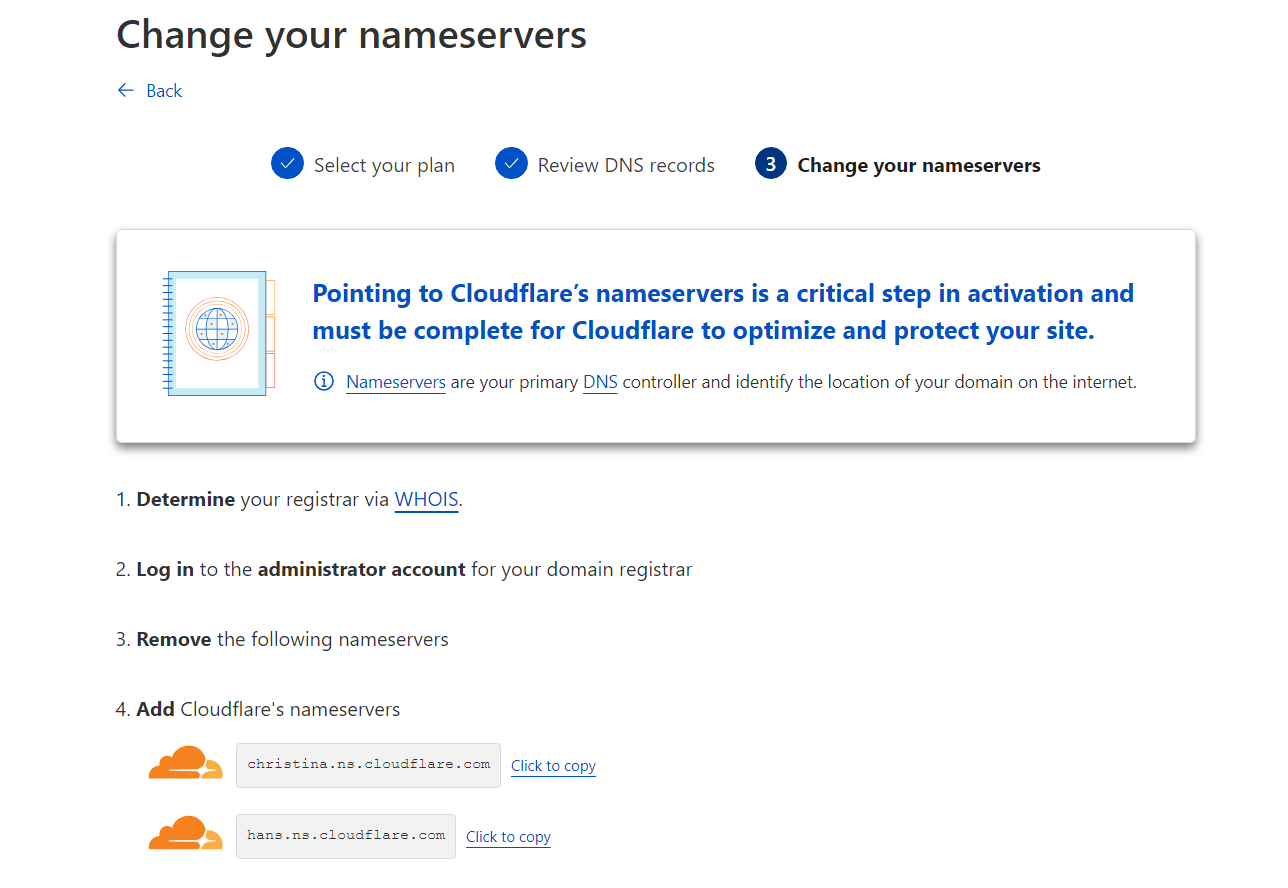 Change your nameservers
Back
Select your plan
Review DNS records
3 Change your nameservers
Pointing to Cloudflare’s nameservers is a critical step in activation and
must be complete for Cloudflare to optimize and protect your site.
Nameservers are your primary DNS controller and identify the location of your domain on the internet.
1. Determine your registrar via WHOIS.
2. Log in to the administrator account for your domain registrar
3. Remove the following nameservers
4. Add Cloudflare's nameservers
christina.ns.cloudflare.com Click to copy
hans.ns.cloudflare.com Click to copy